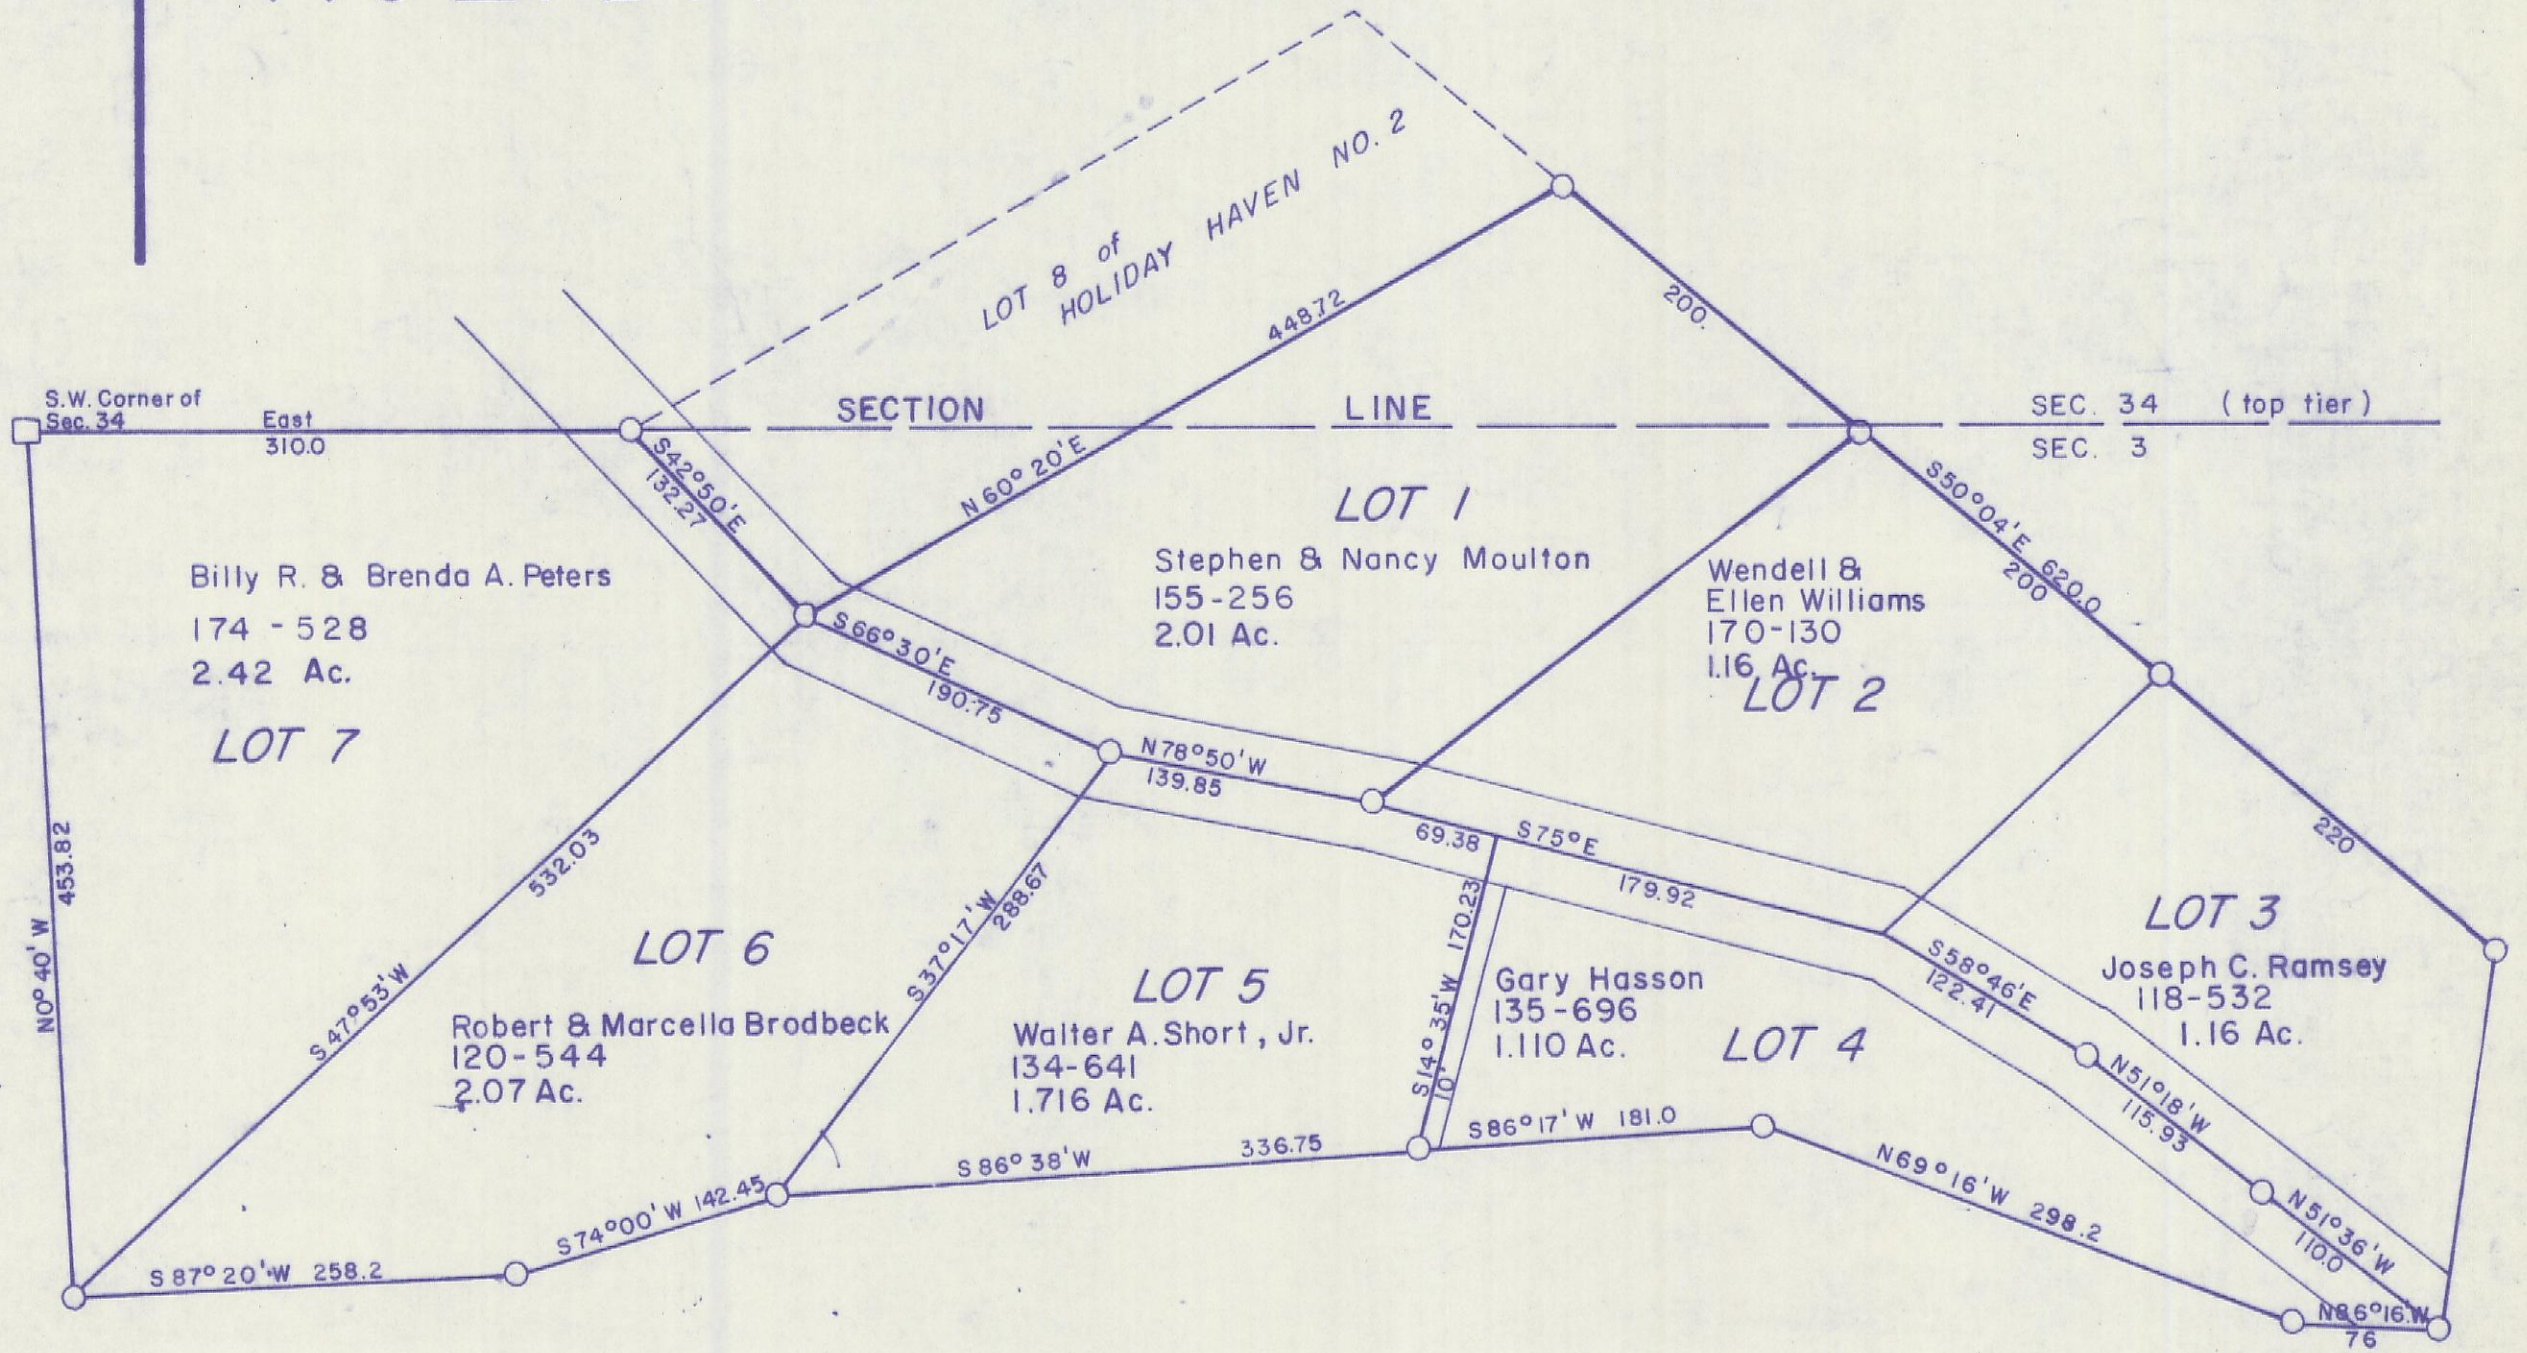 LOT 8 of
HOLIDAY HAVEN NO. 2
448.72
200.
S.W. Corner of
Sec. 34
East
310.0
SECTION LINE
SEC. 34 (top tier)
SEC. 3
S42°50'E
132.27
N 60° 20' E
S50°04'E 620.0
200
LOT 1
Stephen & Nancy Moulton
155-256
2.01 Ac.
Wendell &
Ellen Williams
170-130
1.16 Ac.
LOT 2
Billy R. & Brenda A. Peters
174 - 528
2.42 Ac.
LOT 7
S66°30'E
190.75
N78°50'W
139.85
69.38
S75°E
179.92
220
N0°40' W 453.82
S47°53'W 532.03
S37°17'W 288.67
LOT 6
Robert & Marcella Brodbeck
120-544
2.07 Ac.
LOT 5
Walter A. Short, Jr.
134-641
1.716 Ac.
S14° 35'W 170.23
10'
Gary Hasson
135-696
1.110 Ac.
LOT 4
LOT 3
Joseph C. Ramsey
118-532
1.16 Ac.
S58°46'E
122.41
N51°18'W
115.93
N51°36'W
110.0
S87°20'W 258.2
S74°00'W 142.45
S86°38'W 336.75
S86°17'W 181.0
N69°16'W 298.2
N86°16'W
76